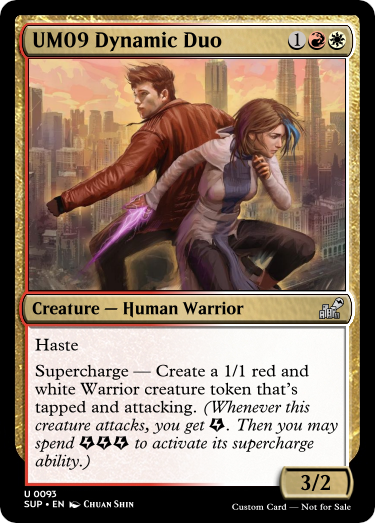 UM09 Dynamic Duo 1
Creature — Human Warrior
Haste
Supercharge — Create a 1/1 red and
white Warrior creature token that's
tapped and attacking. (Whenever this
creature attacks, you get . Then you may
spend to activate its supercharge
ability.)
3/2
U 0093
SUP • EN Chuan Shin
Custom Card — Not for Sale